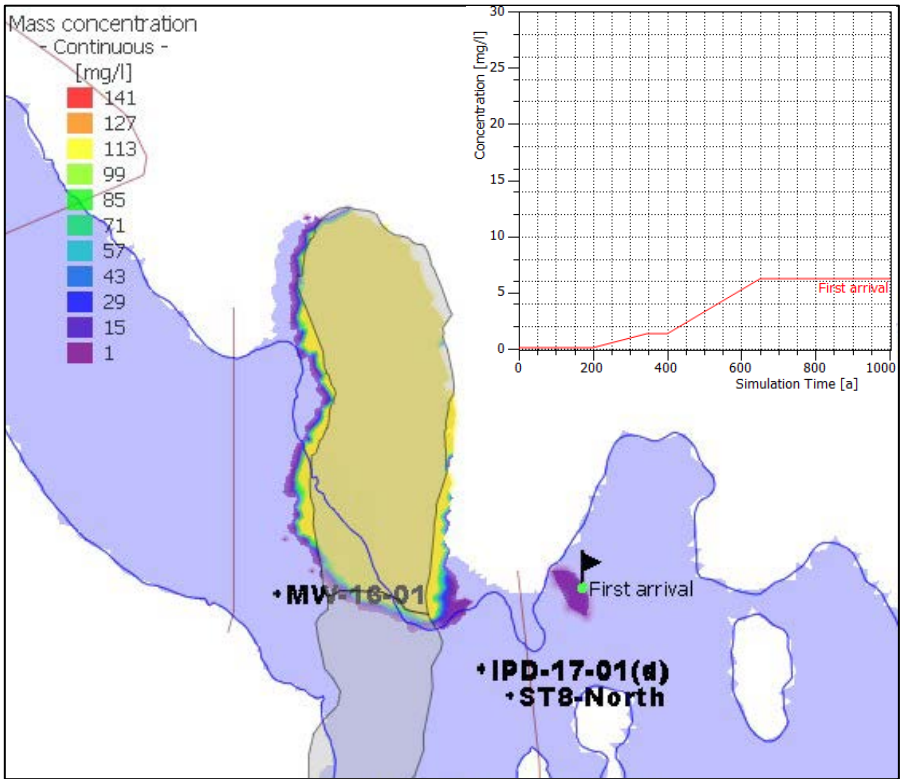 Mass concentration
- Continuous -
[mg/l]
141
127
113
99
85
71
57
43
29
15
1
Concentration [mg/l]
30
25
20
15
10
5
0
First arrival
0 200 400 600 800 1000
Simulation Time [a]
MW-16-01
First arrival
IPD-17-01(d)
ST8-North